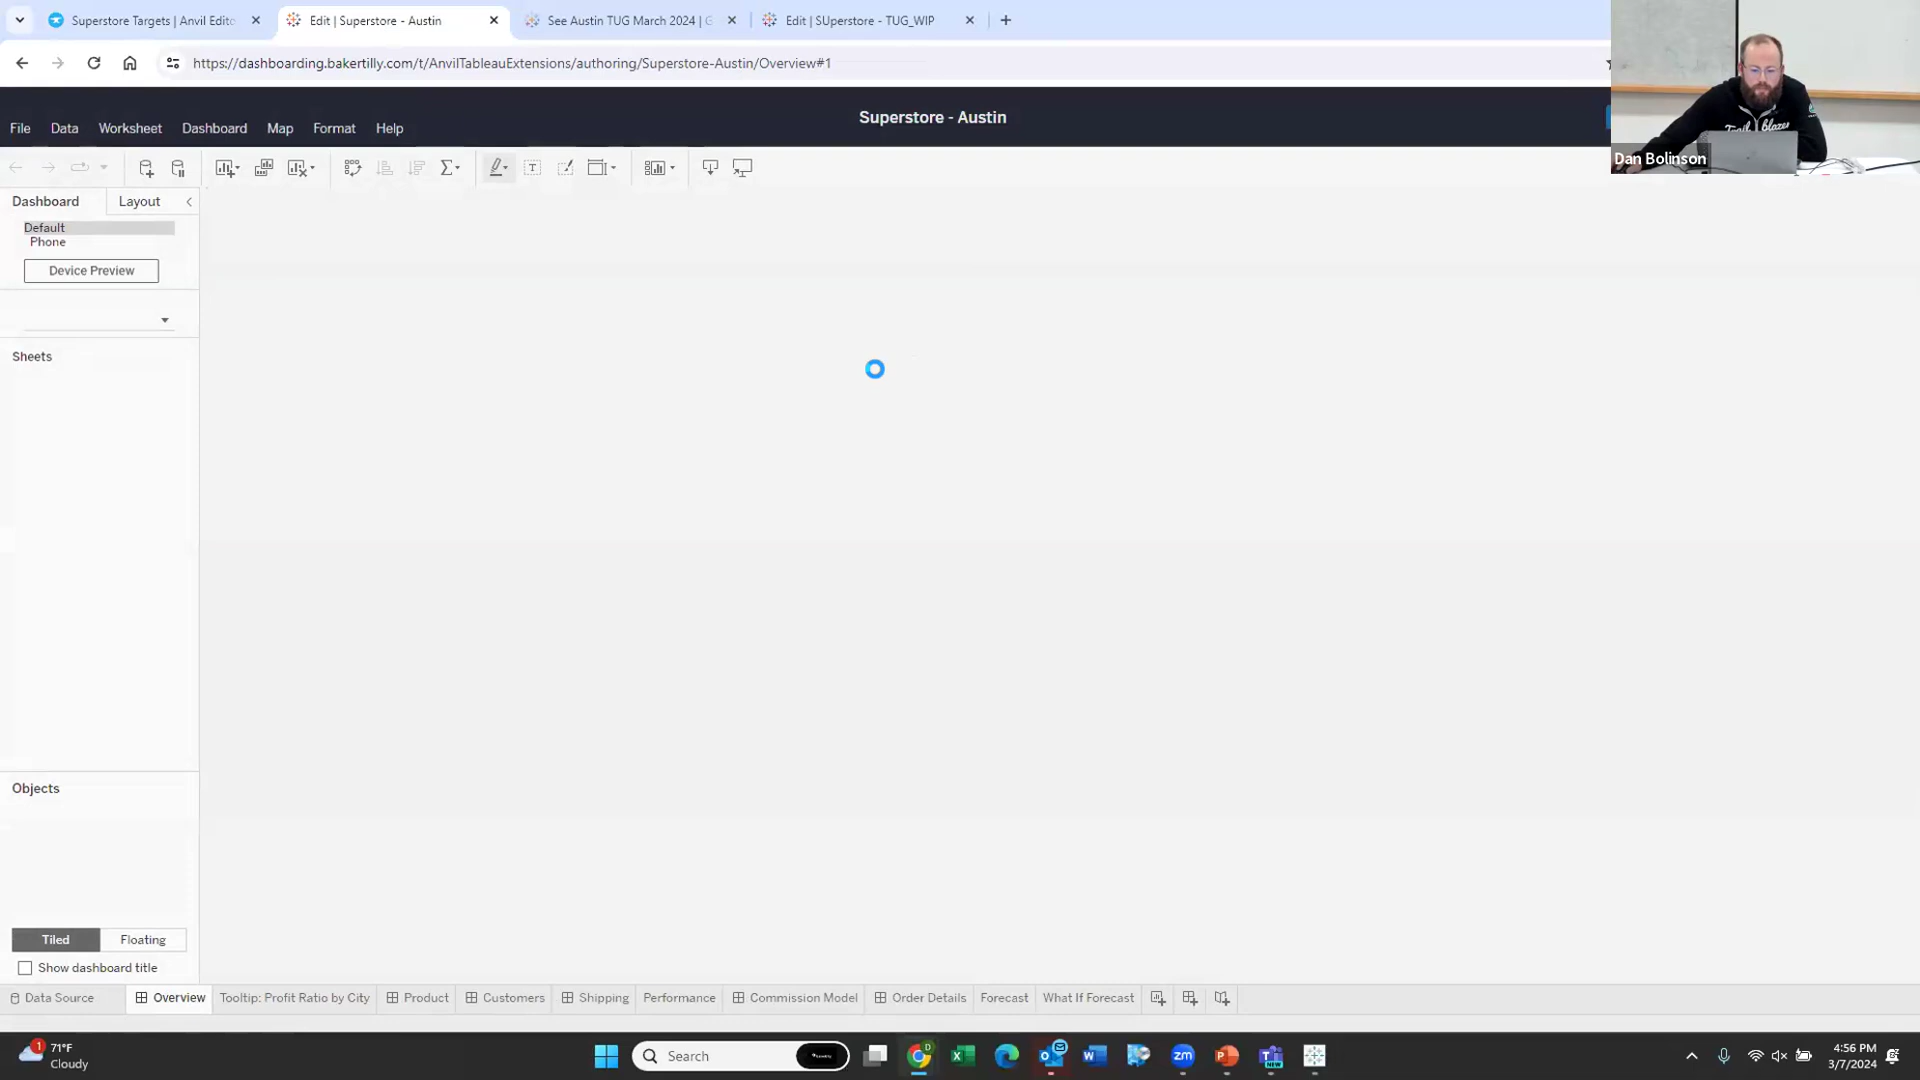 Superstore Targets | Anvil Edito
Edit | Superstore - Austin
See Austin TUG March 2024 | G
Edit | SUperstore - TUG_WIP
https://dashboarding.bakertilly.com/t/AnvilTableauExtensions/authoring/Superstore-Austin/Overview#1
Superstore - Austin
File
Data
Worksheet
Dashboard
Map
Format
Help
Dan Bolinson
Dashboard
Layout
Default
Phone
Device Preview
Sheets
Objects
Tiled
Floating
Show dashboard title
Data Source
Overview
Tooltip: Profit Ratio by City
Product
Customers
Shipping
Performance
Commission Model
Order Details
Forecast
What If Forecast
1
71°F
Cloudy
Search
D
zm
NEW
4:56 PM
3/7/2024